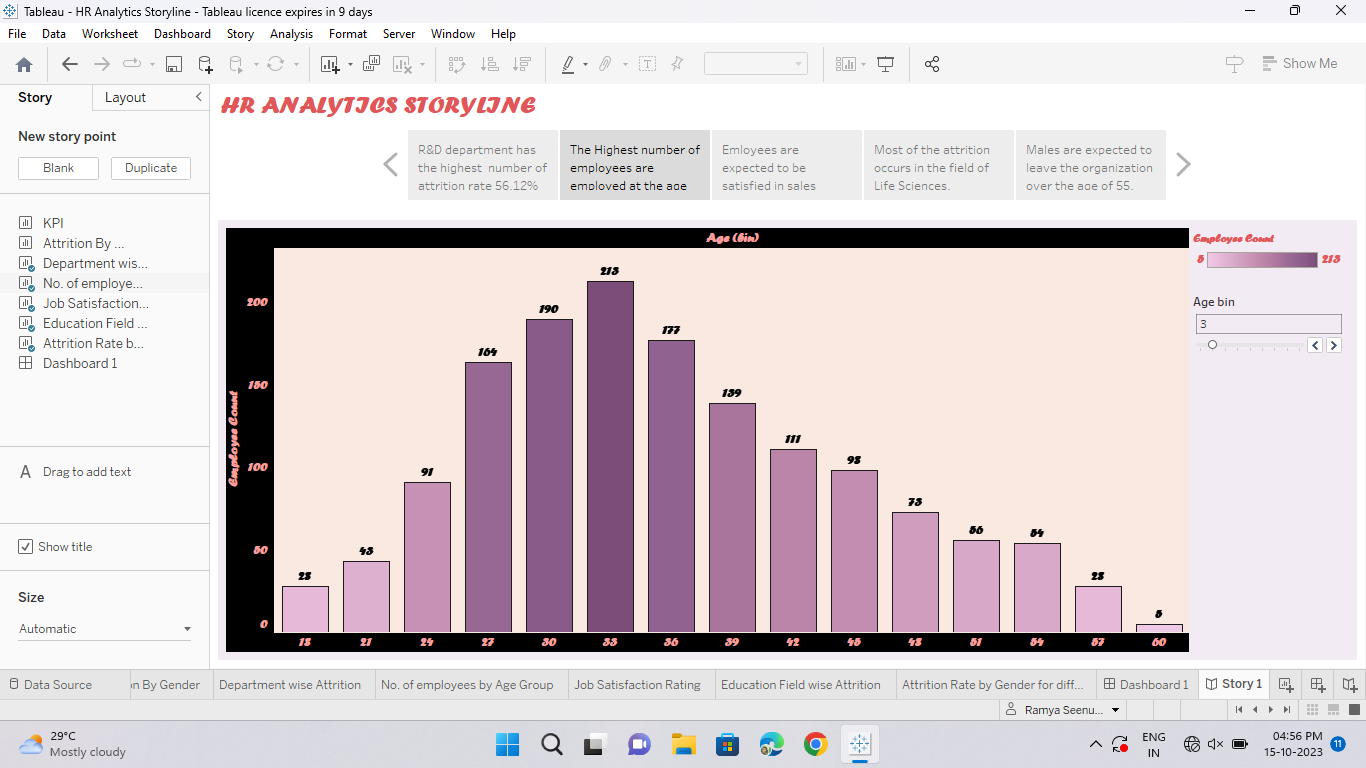 Tableau - HR Analytics Storyline - Tableau licence expires in 9 days
File Data Worksheet Dashboard Story Analysis Format Server Window Help
Show Me
Story Layout
New story point
Blank Duplicate
KPI
Attrition By ...
Department wis...
No. of employe...
Job Satisfaction...
Education Field ...
Attrition Rate b...
Dashboard 1
A Drag to add text
Show title
Size
Automatic
HR ANALYTICS STORYLINE
R&D department has
the highest number of
attrition rate 56.12%
The Highest number of
employees are
employed at the age
Emloyees are
expected to be
satisfied in sales
Most of the attrition
occurs in the field of
Life Sciences.
Males are expected to
leave the organization
over the age of 55.
Age (bin)
Employee Count
200
150
100
50
0
28 43 91 164 190 213 177 139 111 98 73 56 54 28 5
18 21 24 27 30 33 36 39 42 45 48 51 54 57 60
Employee Count
5 213
Age bin
3
Data Source
n By Gender
Department wise Attrition
No. of employees by Age Group
Job Satisfaction Rating
Education Field wise Attrition
Attrition Rate by Gender for diff...
Dashboard 1
Story 1
Ramya Seenu...
29°C
Mostly cloudy
ENG
IN
04:56 PM
15-10-2023
11